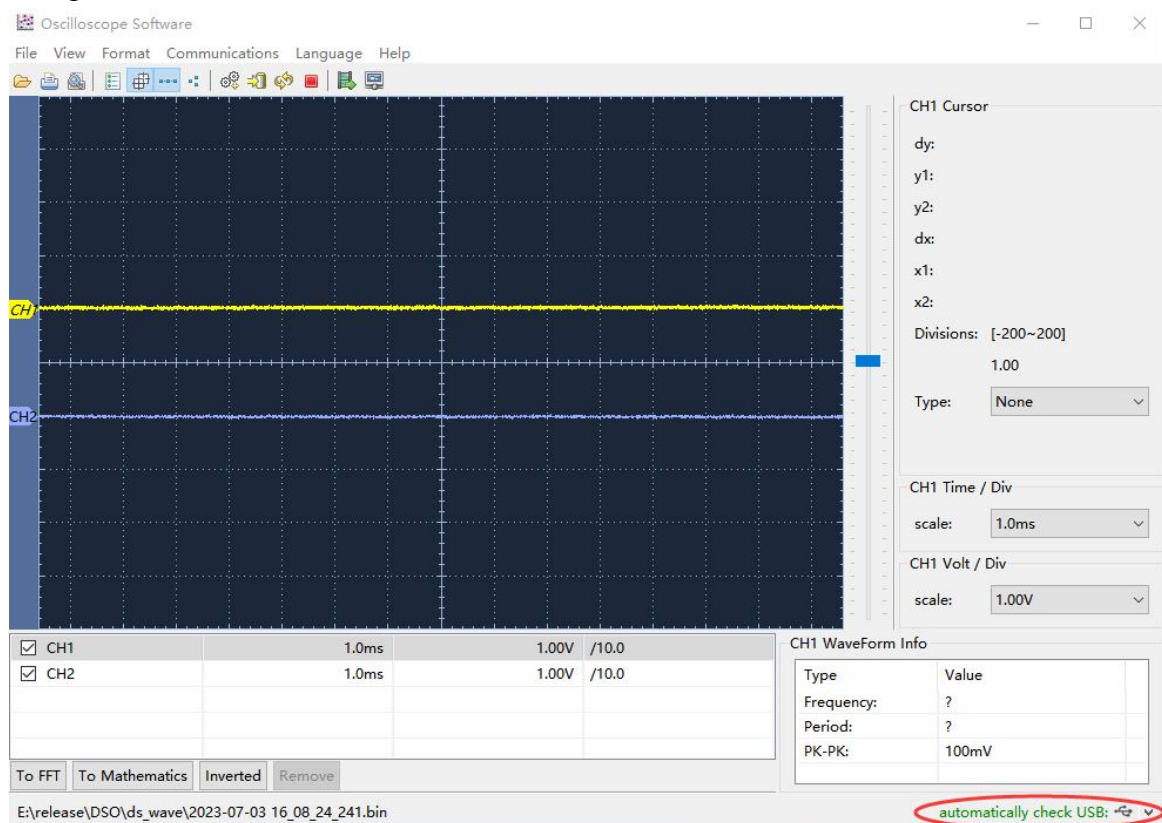 Oscilloscope Software
File View Format Communications Language Help
CH1 Cursor
dy:
y1:
y2:
dx:
x1:
x2:
Divisions: [-200~200]
1.00
Type: None
CH1
CH2
CH1 Time / Div
scale: 1.0ms
CH1 Volt / Div
scale: 1.00V
CH1 1.0ms 1.00V /10.0
CH2 1.0ms 1.00V /10.0
CH1 WaveForm Info
Type Value
Frequency: ?
Period: ?
PK-PK: 100mV
To FFT To Mathematics Inverted Remove
E:\release\DSO\ds_wave\2023-07-03 16_08_24_241.bin
automatically check USB: